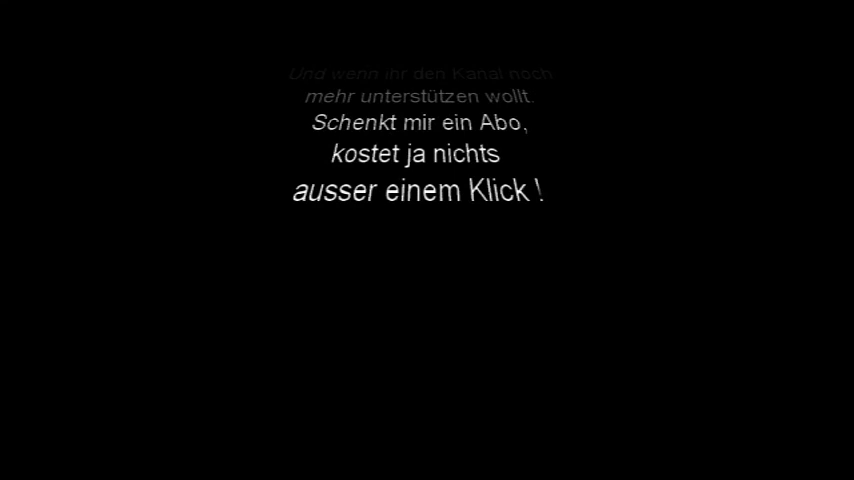 Und wenn ihr den Kanal noch
mehr unterstützen wollt.
Schenkt mir ein Abo,
kostet ja nichts
ausser einem Klick !